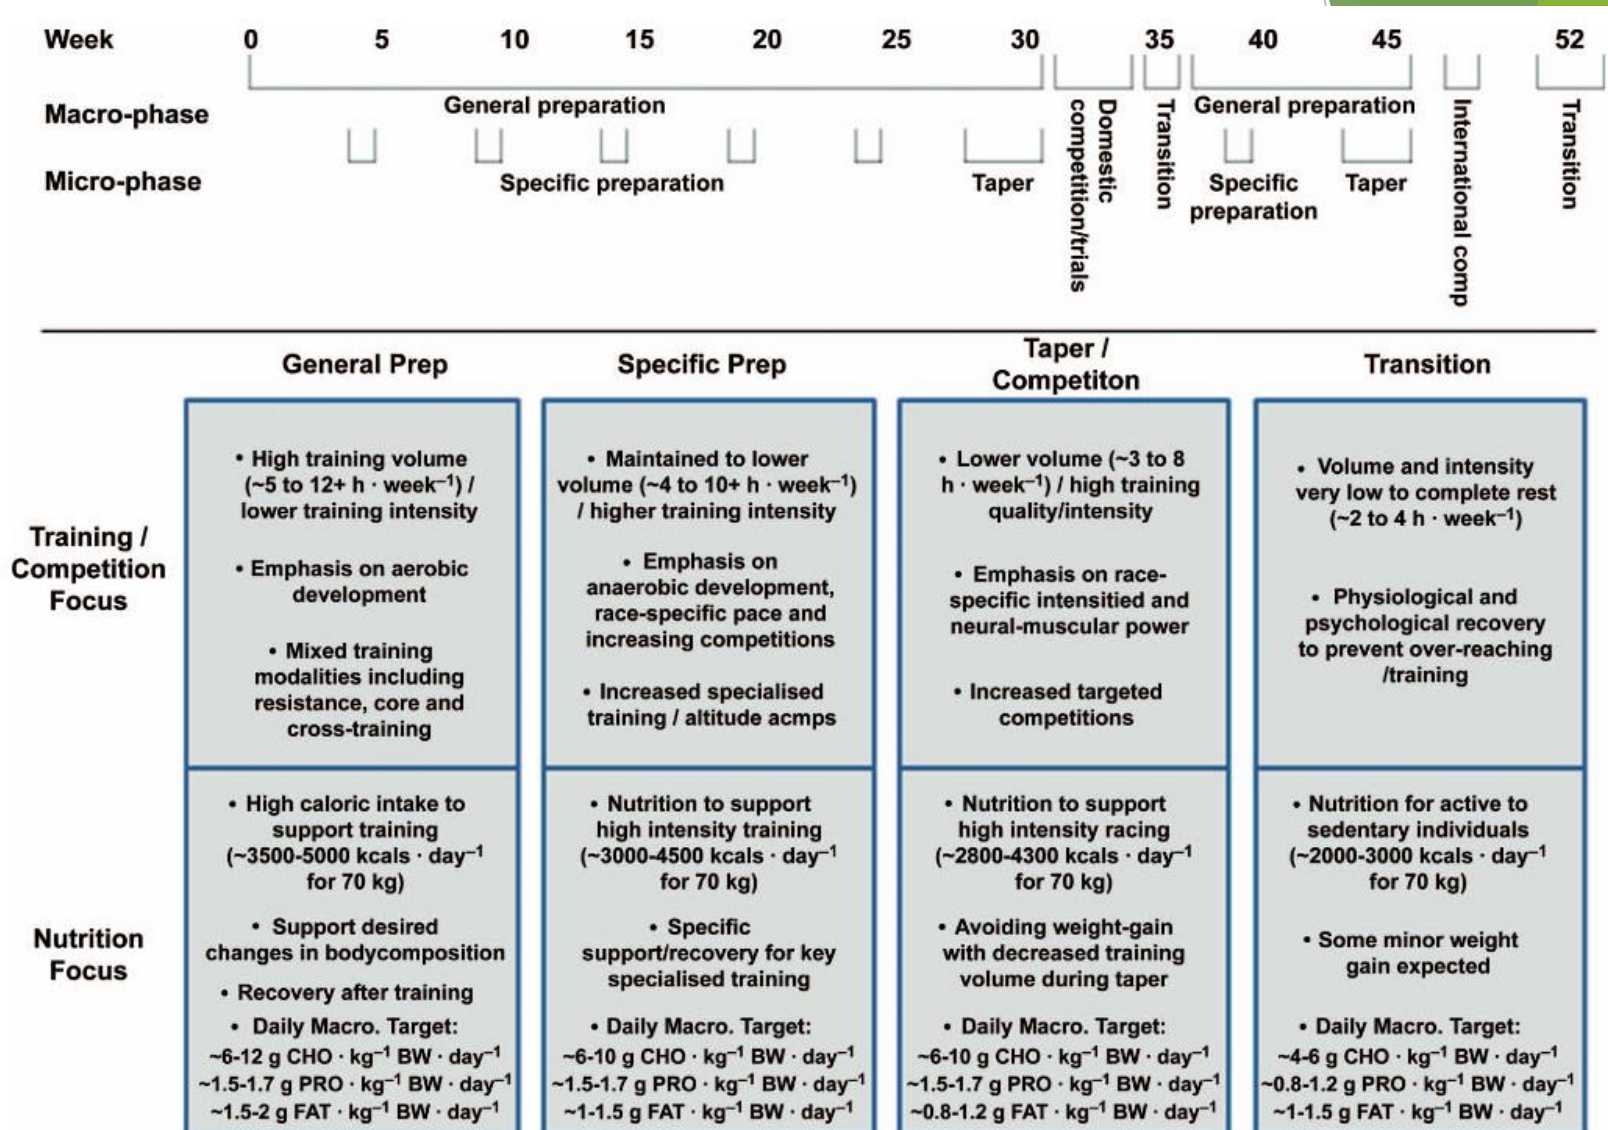 Week 0 5 10 15 20 25 30 35 40 45 52
Macro-phase
General preparation
Domestic
competition/trials
Transition
General preparation
International comp
Transition
Micro-phase
Specific preparation
Taper
Specific
preparation
Taper
General Prep
Specific Prep
Taper /
Competiton
Transition
Training /
Competition
Focus
• High training volume
(~5 to 12+ h · week⁻¹) /
lower training intensity
• Emphasis on aerobic
development
• Mixed training
modalities including
resistance, core and
cross-training
• Maintained to lower
volume (~4 to 10+ h · week⁻¹)
/ higher training intensity
• Emphasis on
anaerobic development,
race-specific pace and
increasing competitions
• Increased specialised
training / altitude acmps
• Lower volume (~3 to 8
h · week⁻¹) / high training
quality/intensity
• Emphasis on race-
specific intensitied and
neural-muscular power
• Increased targeted
competitions
• Volume and intensity
very low to complete rest
(~2 to 4 h · week⁻¹)
• Physiological and
psychological recovery
to prevent over-reaching
/training
Nutrition
Focus
• High caloric intake to
support training
(~3500-5000 kcals · day⁻¹
for 70 kg)
• Support desired
changes in bodycomposition
• Recovery after training
• Daily Macro. Target:
~6-12 g CHO · kg⁻¹ BW · day⁻¹
~1.5-1.7 g PRO · kg⁻¹ BW · day⁻¹
~1.5-2 g FAT · kg⁻¹ BW · day⁻¹
• Nutrition to support
high intensity training
(~3000-4500 kcals · day⁻¹
for 70 kg)
• Specific
support/recovery for key
specialised training
• Daily Macro. Target:
~6-10 g CHO · kg⁻¹ BW · day⁻¹
~1.5-1.7 g PRO · kg⁻¹ BW · day⁻¹
~1-1.5 g FAT · kg⁻¹ BW · day⁻¹
• Nutrition to support
high intensity racing
(~2800-4300 kcals · day⁻¹
for 70 kg)
• Avoiding weight-gain
with decreased training
volume during taper
• Daily Macro. Target:
~6-10 g CHO · kg⁻¹ BW · day⁻¹
~1.5-1.7 g PRO · kg⁻¹ BW · day⁻¹
~0.8-1.2 g FAT · kg⁻¹ BW · day⁻¹
• Nutrition for active to
sedentary individuals
(~2000-3000 kcals · day⁻¹
for 70 kg)
• Some minor weight
gain expected
• Daily Macro. Target:
~4-6 g CHO · kg⁻¹ BW · day⁻¹
~0.8-1.2 g PRO · kg⁻¹ BW · day⁻¹
~1-1.5 g FAT · kg⁻¹ BW · day⁻¹